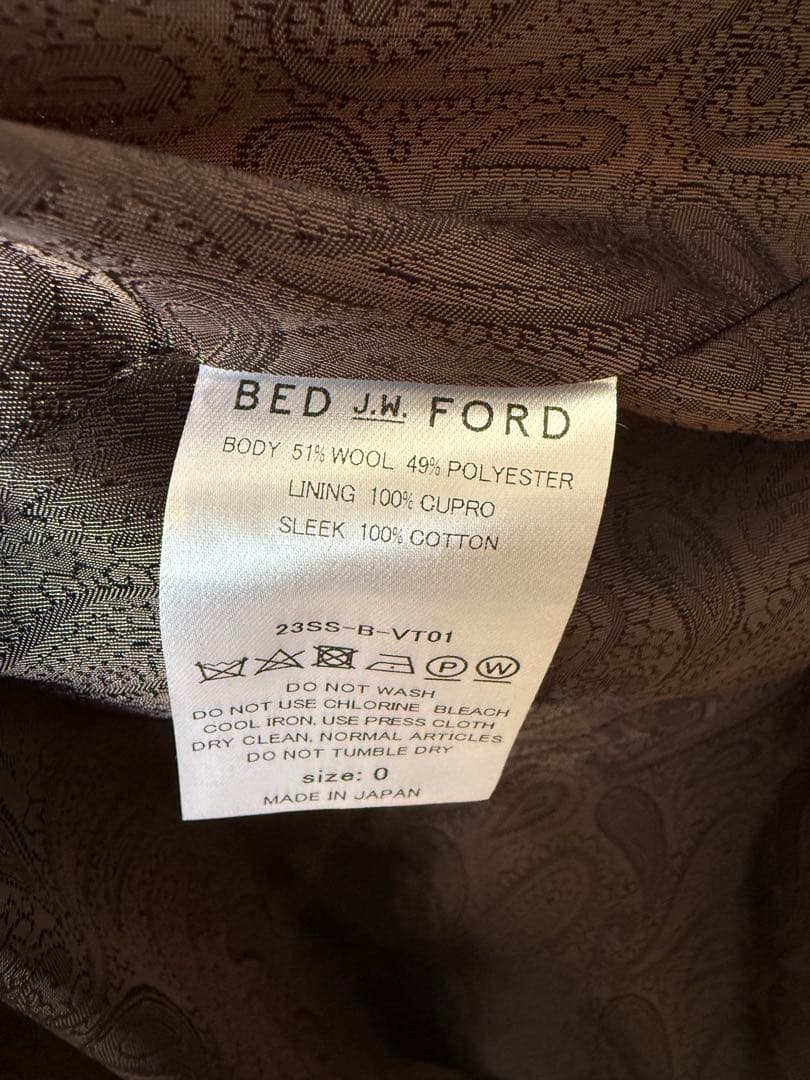 BED J.W. FORD
BODY 51% WOOL 49% POLYESTER
LINING 100% CUPRO
SLEEK 100% COTTON
23SS-B-VT01
P W
DO NOT WASH
DO NOT USE CHLORINE BLEACH
COOL IRON, USE PRESS CLOTH
DRY CLEAN, NORMAL ARTICLES
DO NOT TUMBLE DRY
size: 0
MADE IN JAPAN